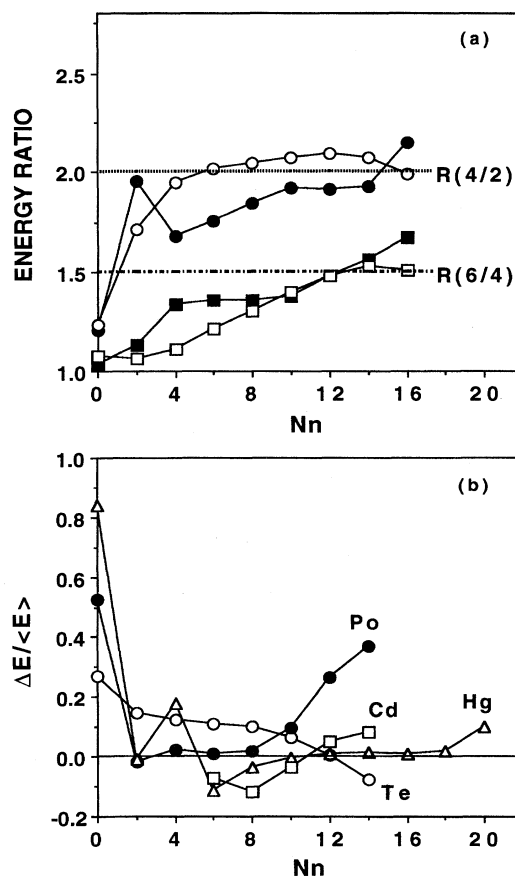 (a)
2.5
2.0
R(4/2)
ENERGY RATIO
1.5
R(6/4)
1.0
0 4 8 12 16 20
Nn
1.0
(b)
0.8
0.6
ΔE/<E>
0.4
Po
Cd
Hg
0.2
0.0
Te
-0.2
0 4 8 12 16 20
Nn